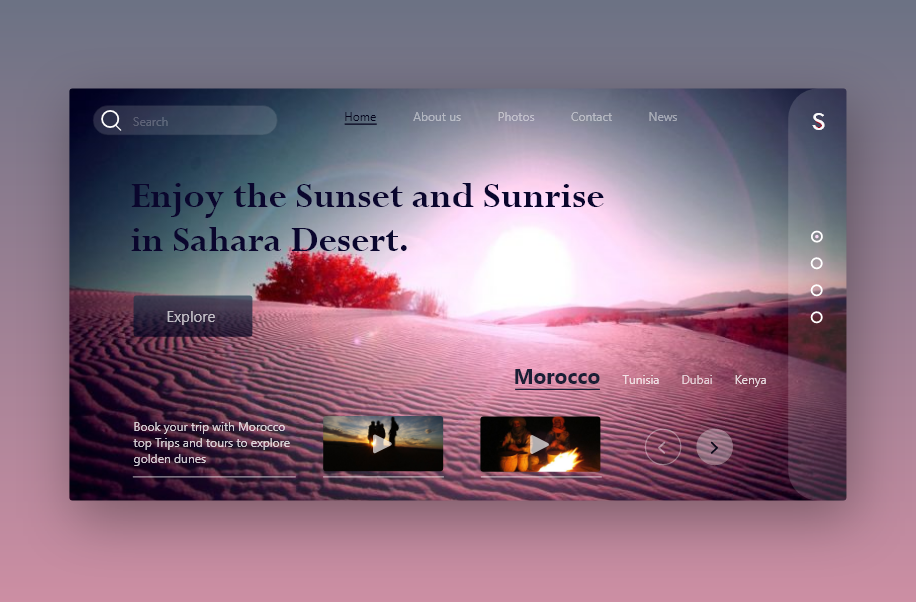 Search
Home
About us
Photos
Contact
News
S
Enjoy the Sunset and Sunrise
in Sahara Desert.
Explore
Morocco
Tunisia
Dubai
Kenya
Book your trip with Morocco
top Trips and tours to explore
golden dunes